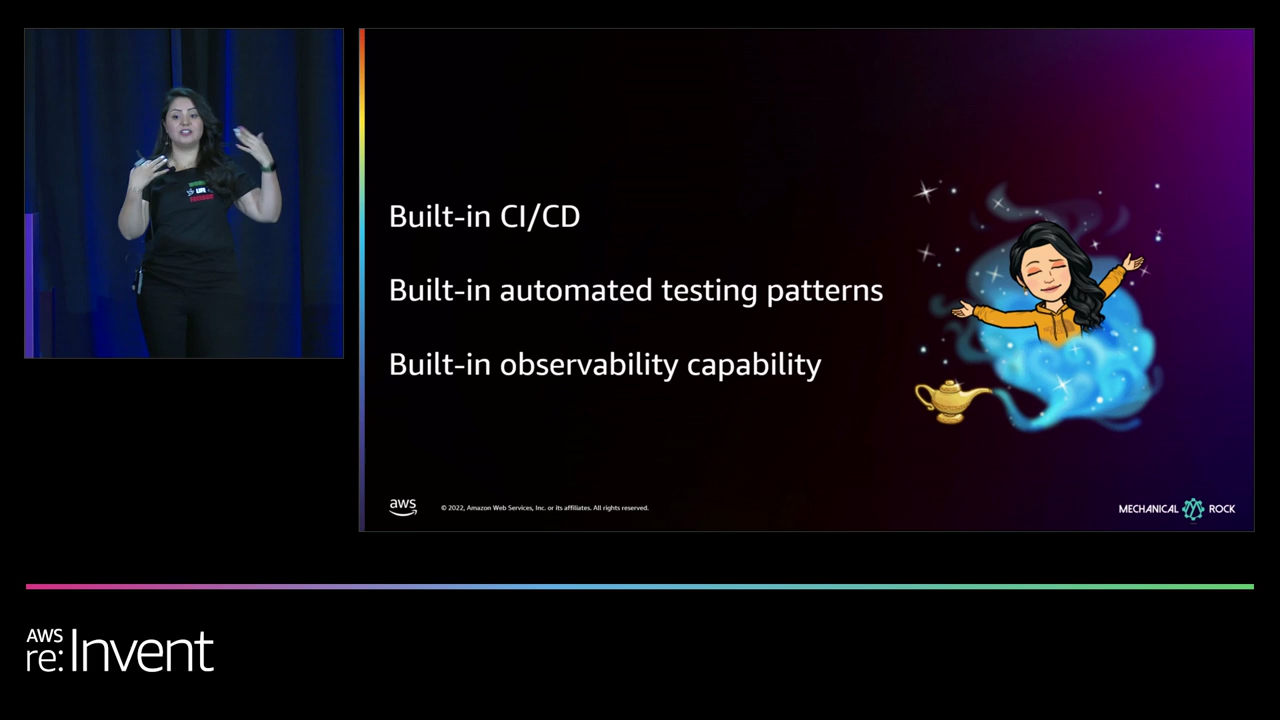 LIFE
Built-in CI/CD
Built-in automated testing patterns
Built-in observability capability
aws
© 2022, Amazon Web Services, Inc. or its affiliates. All rights reserved.
MECHANICAL ROCK
AWS
re:Invent